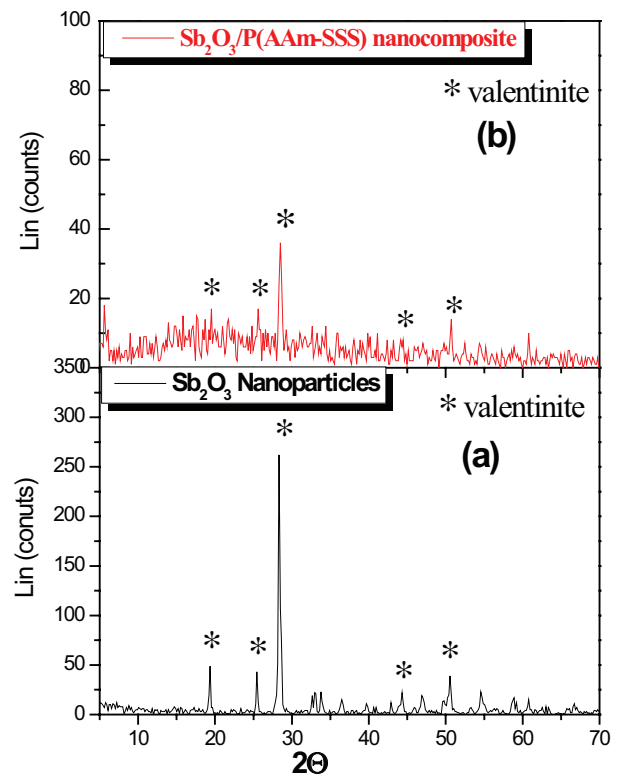 Sb₂O₃/P(AAm-SSS) nanocomposite
* valentinite
(b)
100
80
60
40
20
0
Lin (counts)
* * * * *
Sb₂O₃ Nanoparticles
* valentinite
(a)
350
300
250
200
150
100
50
0
Lin (conuts)
* * * * *
10 20 30 40 50 60 70
2Θ